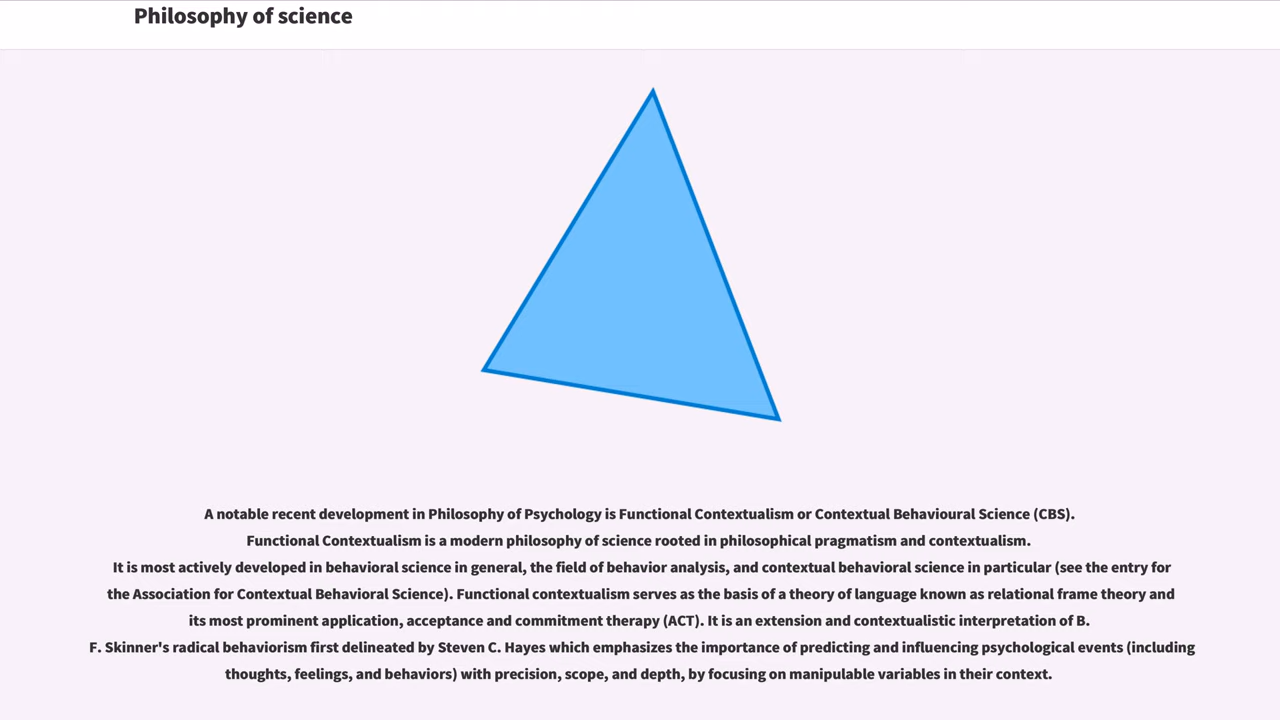 Philosophy of science
A notable recent development in Philosophy of Psychology is Functional Contextualism or Contextual Behavioural Science (CBS).
Functional Contextualism is a modern philosophy of science rooted in philosophical pragmatism and contextualism.
It is most actively developed in behavioral science in general, the field of behavior analysis, and contextual behavioral science in particular (see the entry for
the Association for Contextual Behavioral Science). Functional contextualism serves as the basis of a theory of language known as relational frame theory and
its most prominent application, acceptance and commitment therapy (ACT). It is an extension and contextualistic interpretation of B.
F. Skinner's radical behaviorism first delineated by Steven C. Hayes which emphasizes the importance of predicting and influencing psychological events (including
thoughts, feelings, and behaviors) with precision, scope, and depth, by focusing on manipulable variables in their context.